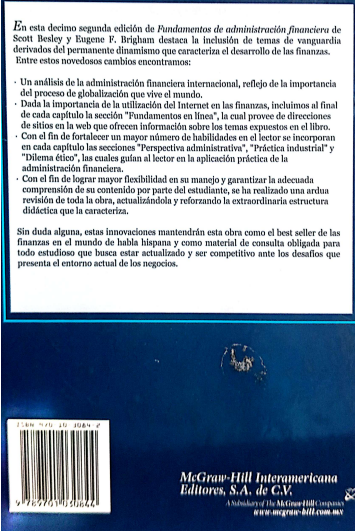 En esta decimo segunda edición de Fundamentos de administración financiera de
Scott Besley y Eugene F. Brigham destaca la inclusión de temas de vanguardia
derivados del permanente dinamismo que caracteriza el desarrollo de las finanzas.
Entre estos novedosos cambios encontramos:
· Un análisis de la administración financiera internacional, reflejo de la importancia
del proceso de globalización que vive el mundo.
· Dada la importancia de la utilización del Internet en las finanzas, incluimos al final
de cada capítulo la sección "Fundamentos en línea", la cual provee de direcciones
de sitios en la web que ofrecen información sobre los temas expuestos en el libro.
· Con el fin de fortalecer un mayor número de habilidades en el lector se incorporan
en cada capítulo las secciones "Perspectiva administrativa", "Práctica industrial" y
"Dilema ético", las cuales guían al lector en la aplicación práctica de la
administración financiera.
· Con el fin de lograr mayor flexibilidad en su manejo y garantizar la adecuada
comprensión de su contenido por parte del estudiante, se ha realizado una ardua
revisión de toda la obra, actualizándola y reforzando la extraordinaria estructura
didáctica que la caracteriza.
Sin duda alguna, estas innovaciones mantendrán esta obra como el best seller de las
finanzas en el mundo de habla hispana y como material de consulta obligada para
todo estudioso que busca estar actualizado y ser competitivo ante los desafíos que
presenta el entorno actual de los negocios.
ISBN 970 10 3084-2
9 789701 030844
McGraw-Hill Interamericana
Editores, S.A. de C.V.
A Subsidiary of The McGraw-Hill Companies
www.mcgraw-hill.com.mx